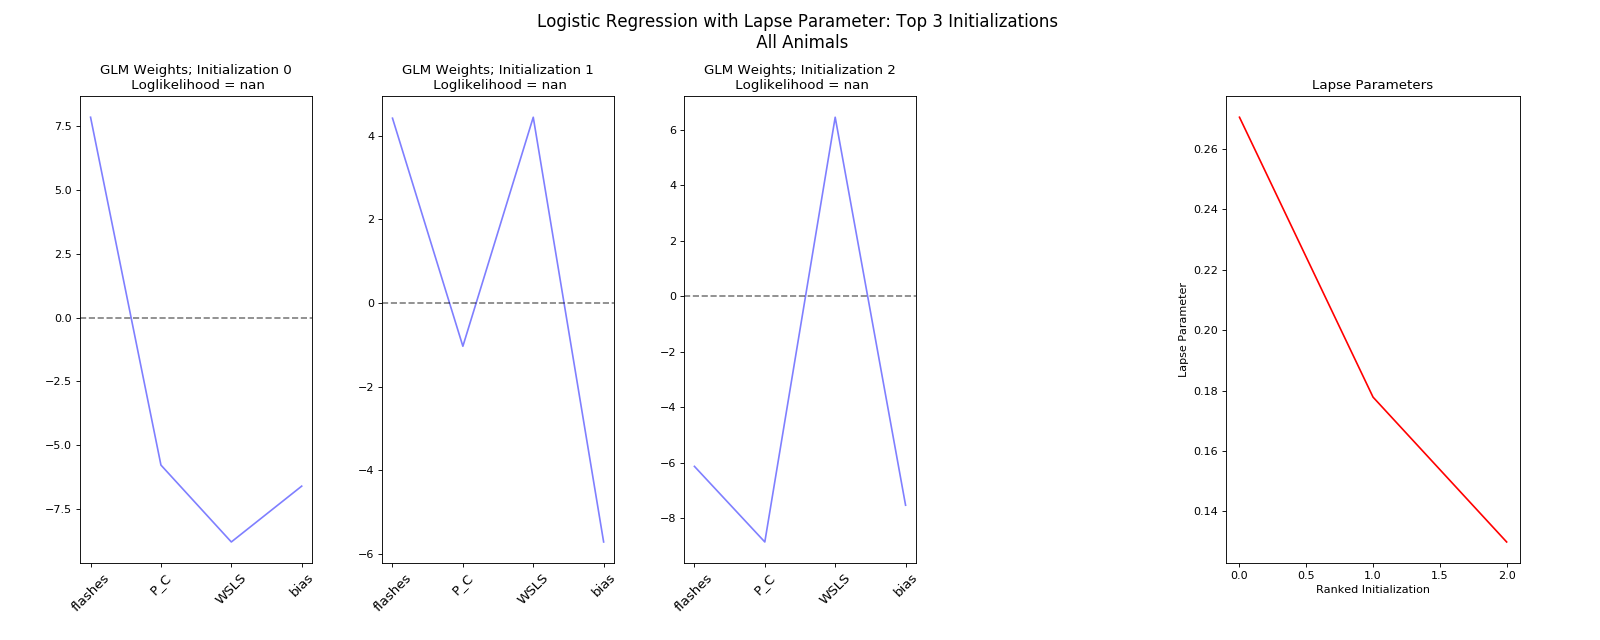 Logistic Regression with Lapse Parameter: Top 3 Initializations
All Animals
GLM Weights; Initialization 0
Loglikelihood = nan
7.5
5.0
2.5
0.0
−2.5
−5.0
−7.5
flashes
P_C
WSLS
bias
GLM Weights; Initialization 1
Loglikelihood = nan
4
2
0
−2
−4
−6
flashes
P_C
WSLS
bias
GLM Weights; Initialization 2
Loglikelihood = nan
6
4
2
0
−2
−4
−6
−8
flashes
P_C
WSLS
bias
Lapse Parameters
Lapse Parameter
0.26
0.24
0.22
0.20
0.18
0.16
0.14
0.0
0.5
1.0
1.5
2.0
Ranked Initialization